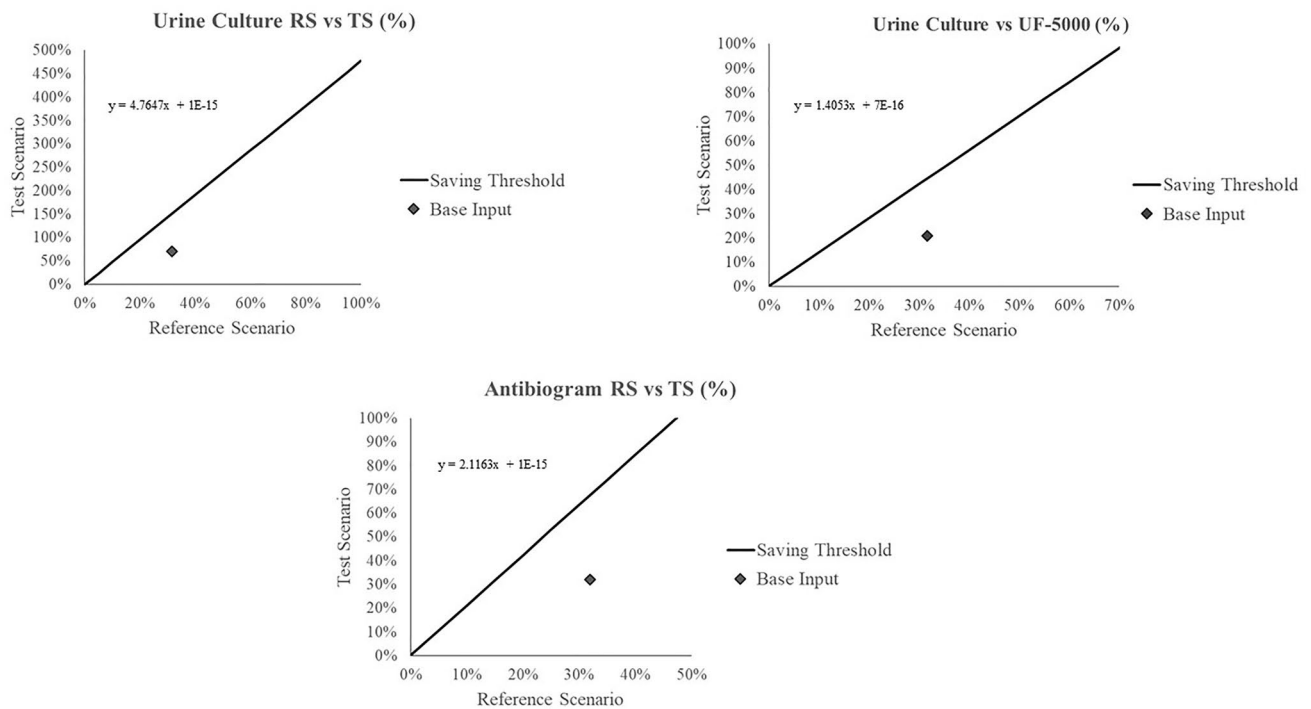 Urine Culture RS vs TS (%)
500%
450%
400%
350%
300%
250%
200%
150%
100%
50%
0%
y = 4.7647x + 1E-15
Test Scenario
0% 20% 40% 60% 80% 100%
Reference Scenario
Saving Threshold
Base Input
Urine Culture vs UF-5000 (%)
100%
90%
80%
70%
60%
50%
40%
30%
20%
10%
0%
y = 1.4053x + 7E-16
Test Scenario
0% 10% 20% 30% 40% 50% 60% 70%
Reference Scenario
Saving Threshold
Base Input
Antibiogram RS vs TS (%)
100%
90%
80%
70%
60%
50%
40%
30%
20%
10%
0%
y = 2.1163x + 1E-15
Test Scenario
0% 10% 20% 30% 40% 50%
Reference Scenario
Saving Threshold
Base Input